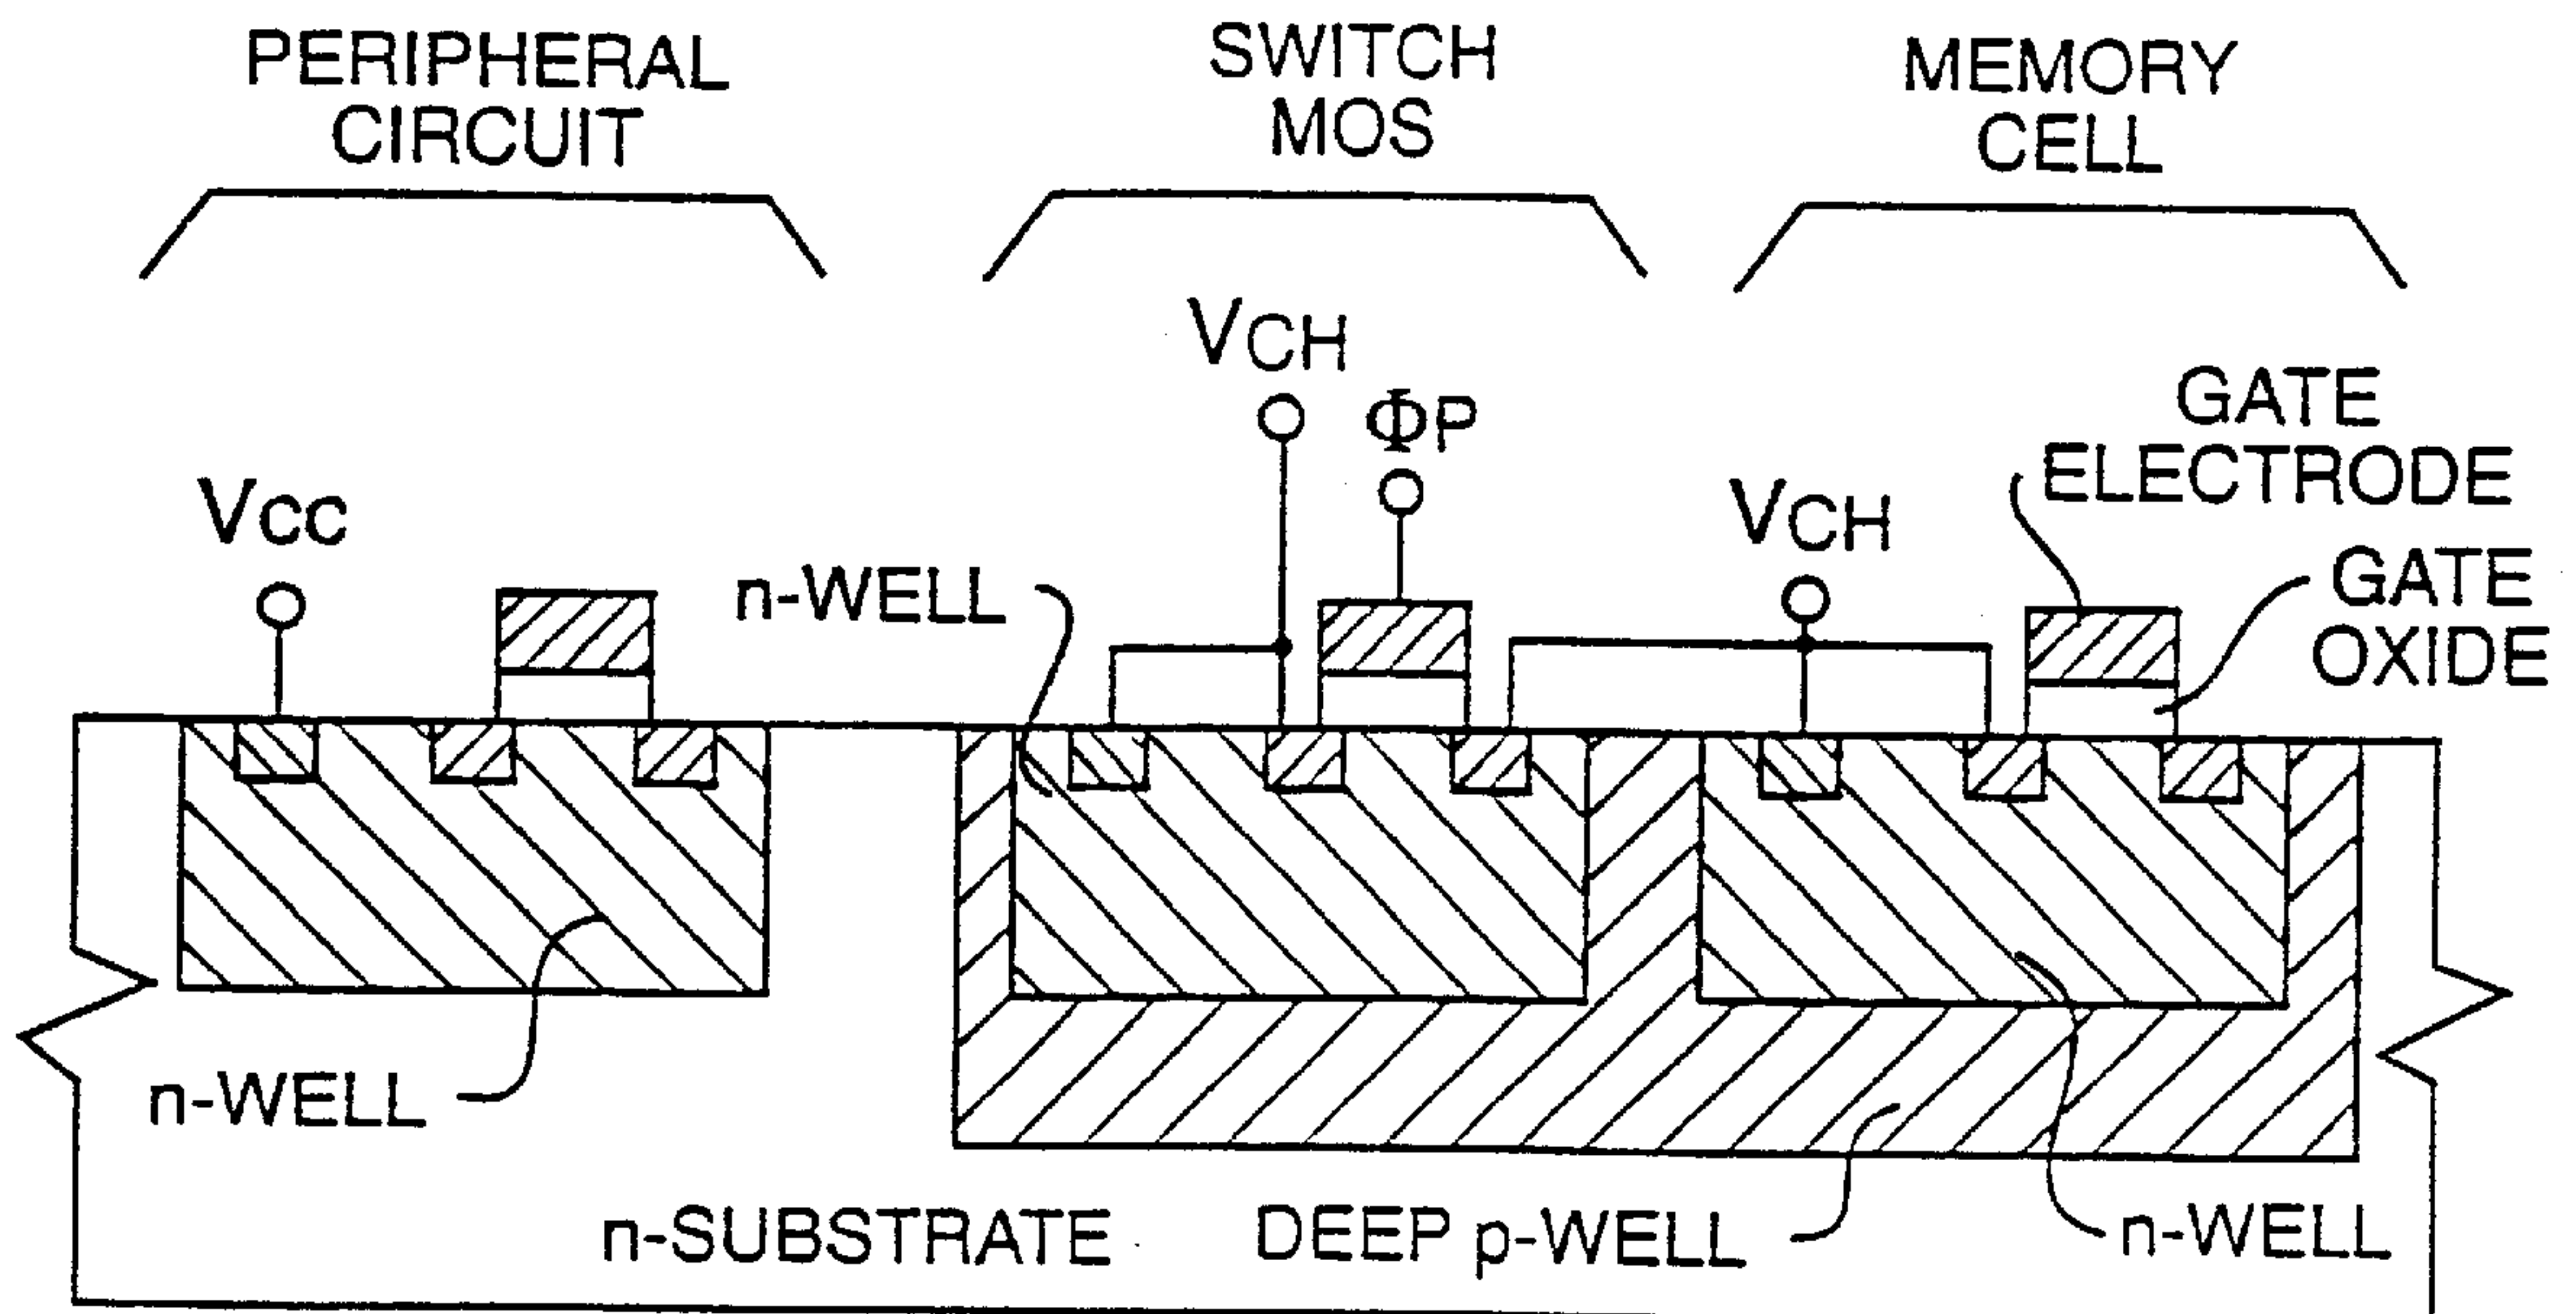 PERIPHERAL
CIRCUIT
SWITCH
MOS
MEMORY
CELL
VCH
ΦP
GATE
ELECTRODE
VCC
VCH
GATE
OXIDE
n-WELL
n-WELL
n-SUBSTRATE
DEEP p-WELL
n-WELL